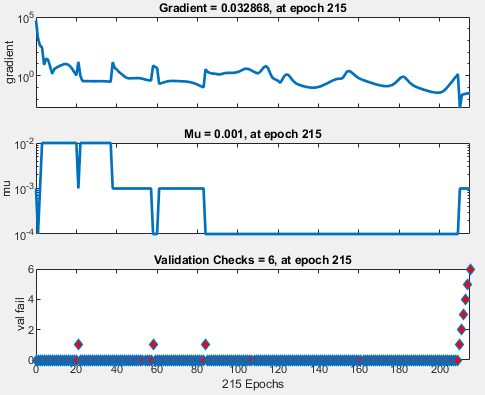 Gradient = 0.032868, at epoch 215
10^5
10^0
gradient
Mu = 0.001, at epoch 215
10^-2
10^-3
10^-4
mu
Validation Checks = 6, at epoch 215
6
4
2
0
val fail
0 20 40 60 80 100 120 140 160 180 200
215 Epochs